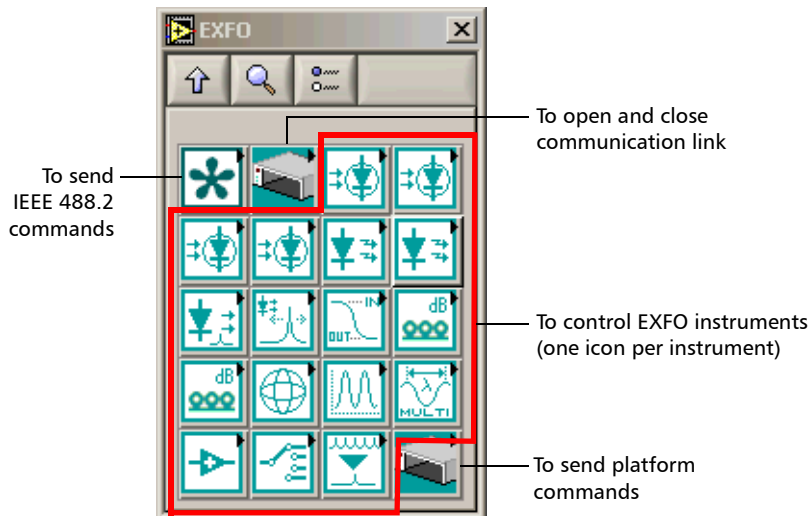 EXFO
To open and close
communication link
To send
IEEE 488.2
commands
IN
OUT
dB
To control EXFO instruments
(one icon per instrument)
dB
λ
MULTI
To send platform
commands